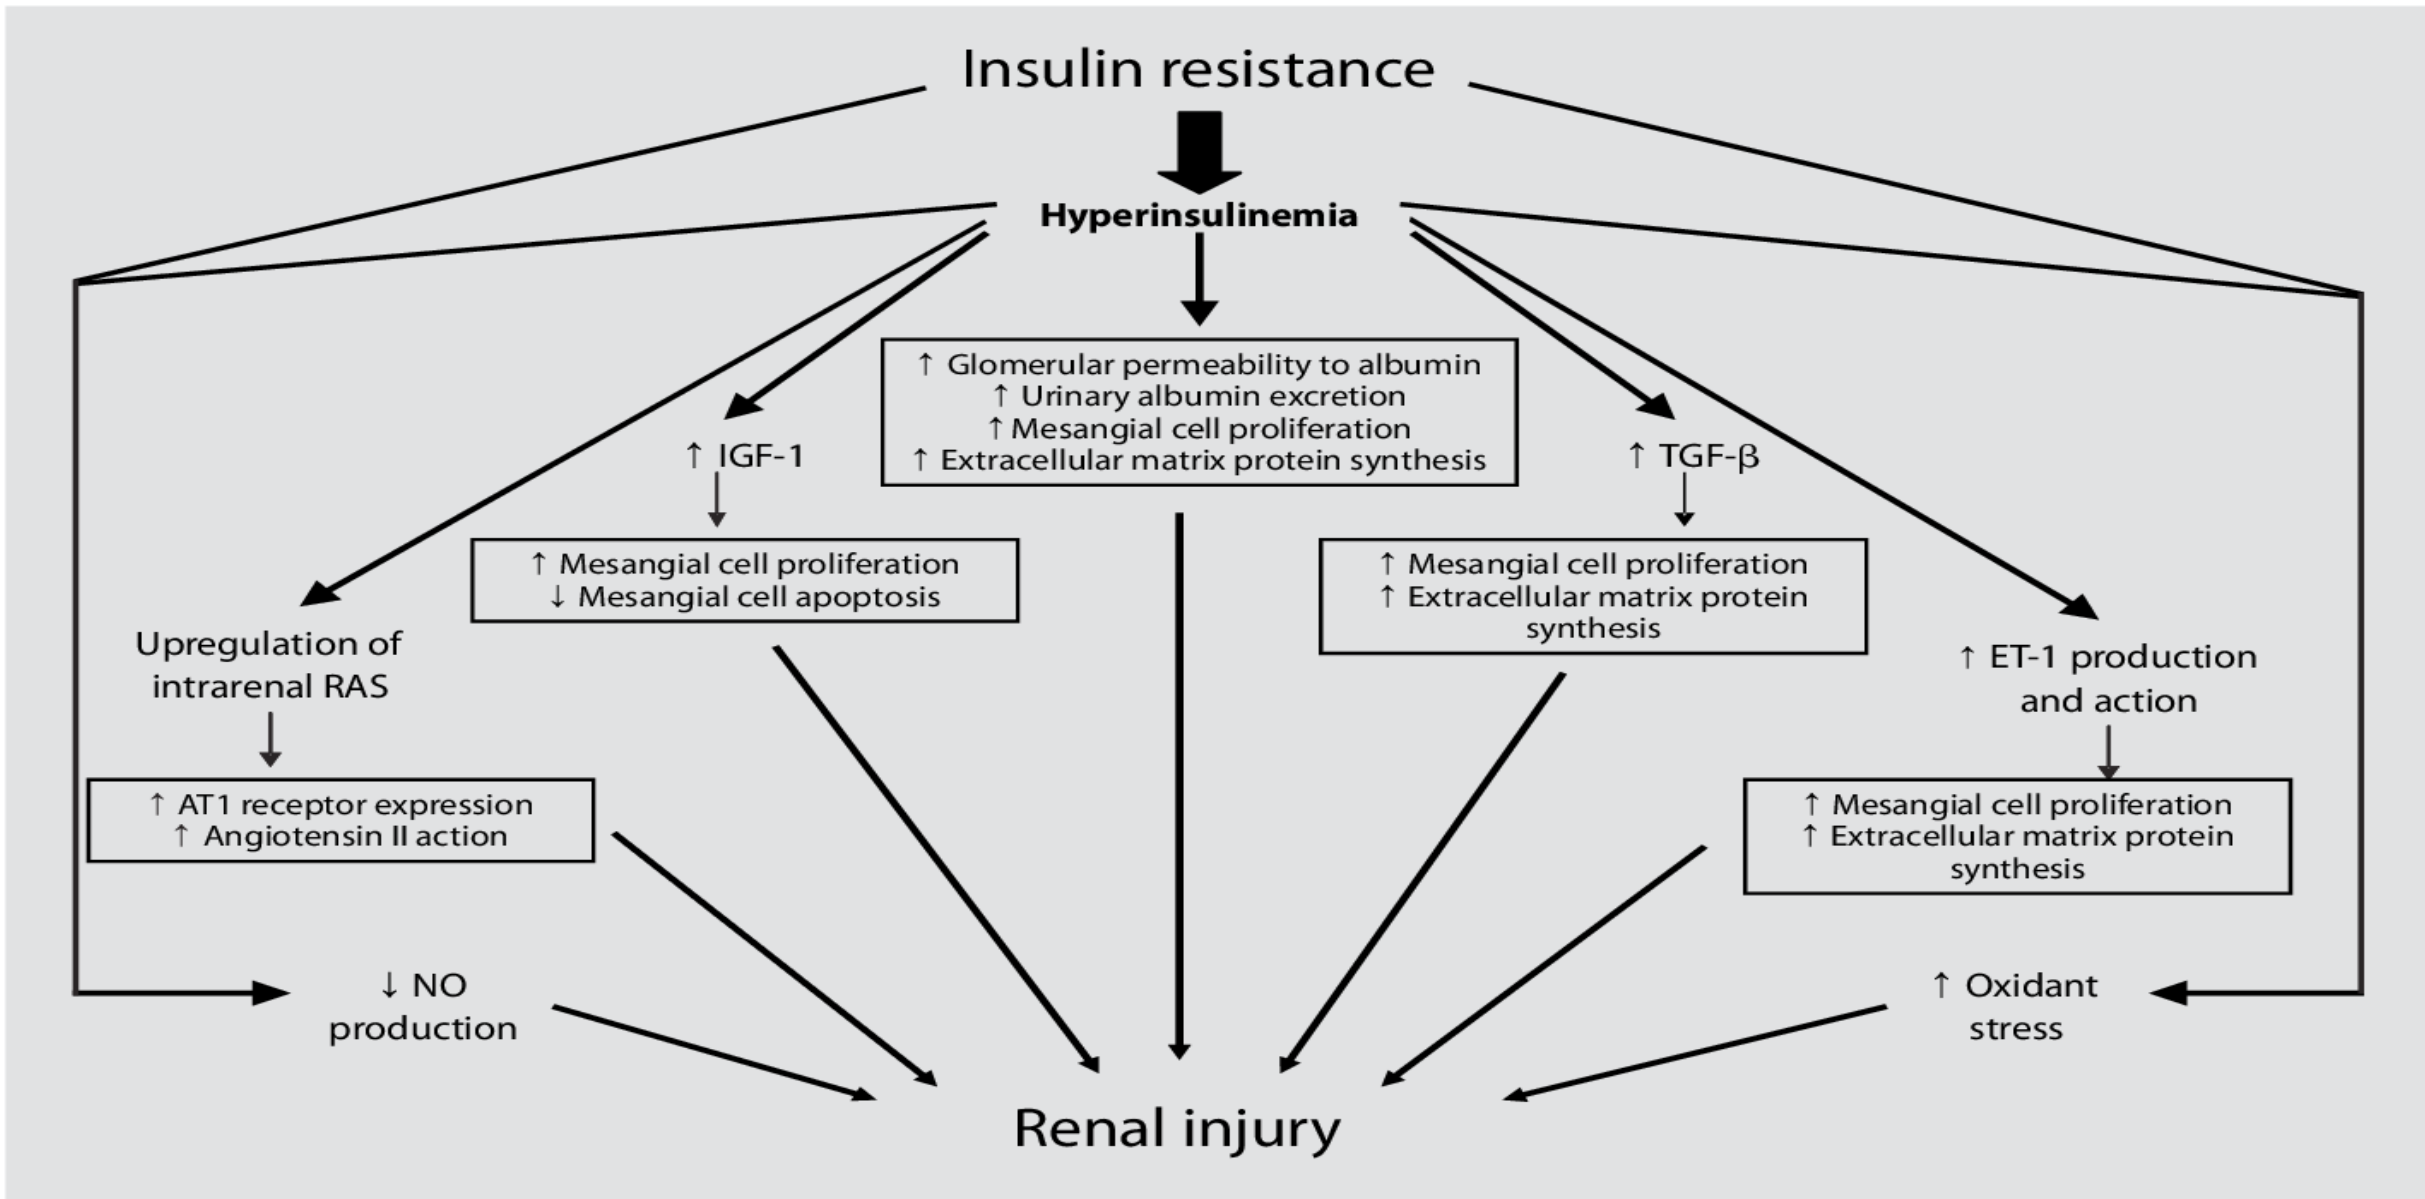 Insulin resistance
Hyperinsulinemia
↑ Glomerular permeability to albumin
↑ Urinary albumin excretion
↑ Mesangial cell proliferation
↑ Extracellular matrix protein synthesis
↑ IGF-1
↑ TGF-β
↑ Mesangial cell proliferation
↓ Mesangial cell apoptosis
↑ Mesangial cell proliferation
↑ Extracellular matrix protein
synthesis
Upregulation of
intrarenal RAS
↑ ET-1 production
and action
↑ AT1 receptor expression
↑ Angiotensin II action
↑ Mesangial cell proliferation
↑ Extracellular matrix protein
synthesis
↓ NO
production
↑ Oxidant
stress
Renal injury